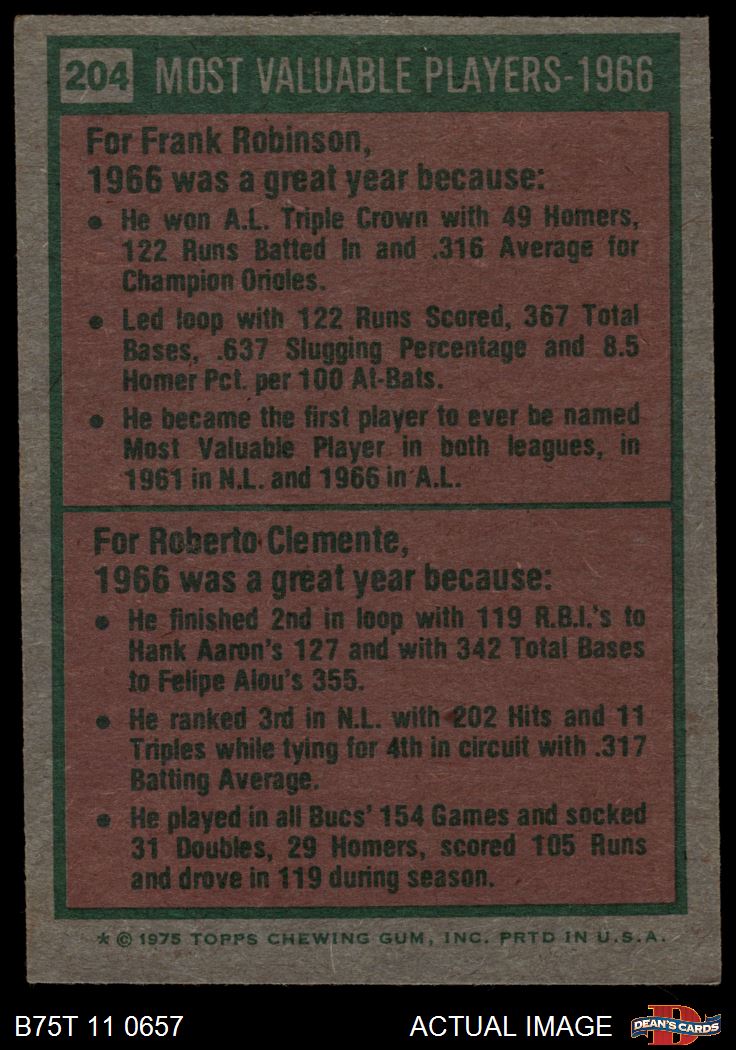 204 MOST VALUABLE PLAYERS-1966
For Frank Robinson,
1966 was a great year because:
● He won A.L. Triple Crown with 49 Homers,
122 Runs Batted In and .316 Average for
Champion Orioles.
● Led loop with 122 Runs Scored, 367 Total
Bases, .637 Slugging Percentage and 8.5
Homer Pct. per 100 At-Bats.
● He became the first player to ever be named
Most Valuable Player in both leagues, in
1961 in N.L. and 1966 in A.L.
For Roberto Clemente,
1966 was a great year because:
● He finished 2nd in loop with 119 R.B.I.'s to
Hank Aaron's 127 and with 342 Total Bases
to Felipe Alou's 355.
● He ranked 3rd in N.L. with 202 Hits and 11
Triples while tying for 4th in circuit with .317
Batting Average.
● He played in all Bucs' 154 Games and socked
31 Doubles, 29 Homers, scored 105 Runs
and drove in 119 during season.
* © 1975 TOPPS CHEWING GUM, INC. PRTD IN U.S.A.
B75T 11 0657 ACTUAL IMAGE D DEAN'S CARDS